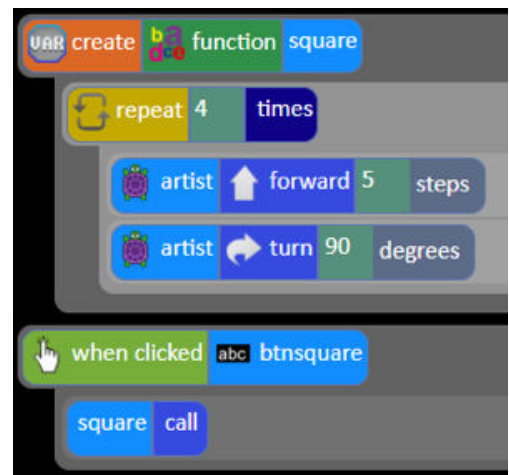 VAR create b a d c e function square
repeat 4 times
artist forward 5 steps
artist turn 90 degrees
when clicked abc btnsquare
square call